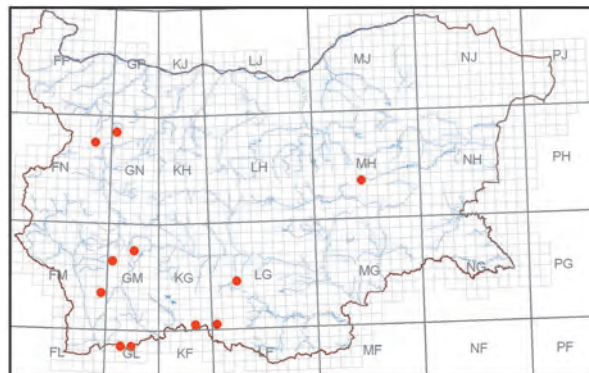 FP GP KJ LJ MJ NJ PJ
FN GN KH LH MH NH PH
FM GM KG LG MG NG PG
FL GL KF LF MF NF PF